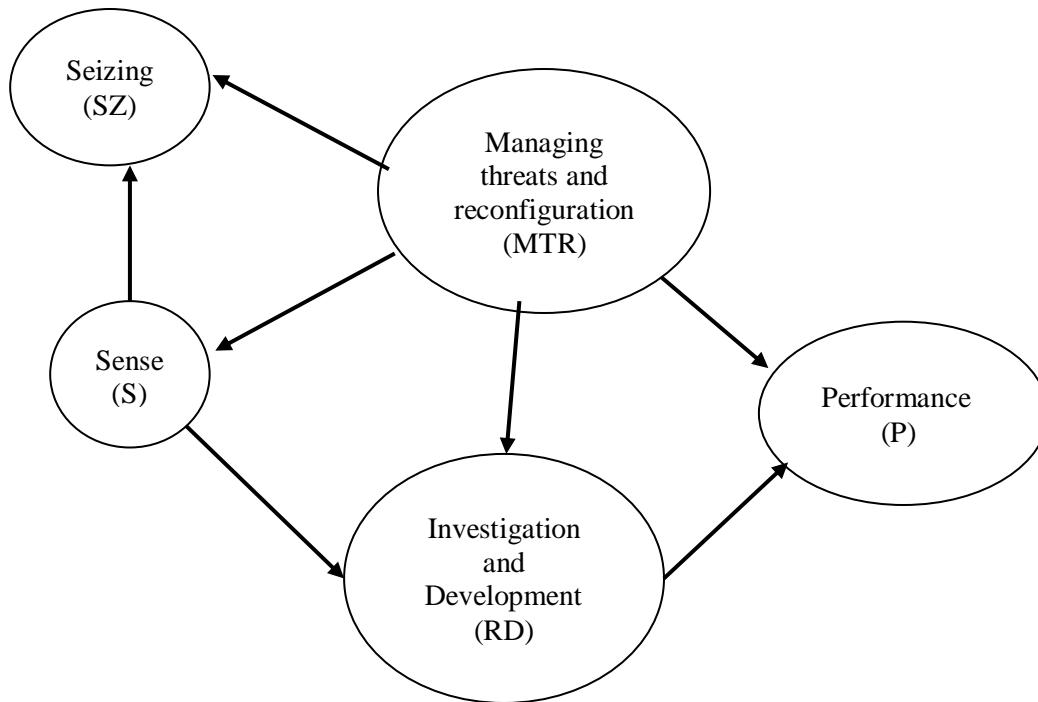 Seizing
(SZ)
Managing
threats and
reconfiguration
(MTR)
Sense
(S)
Performance
(P)
Investigation
and
Development
(RD)